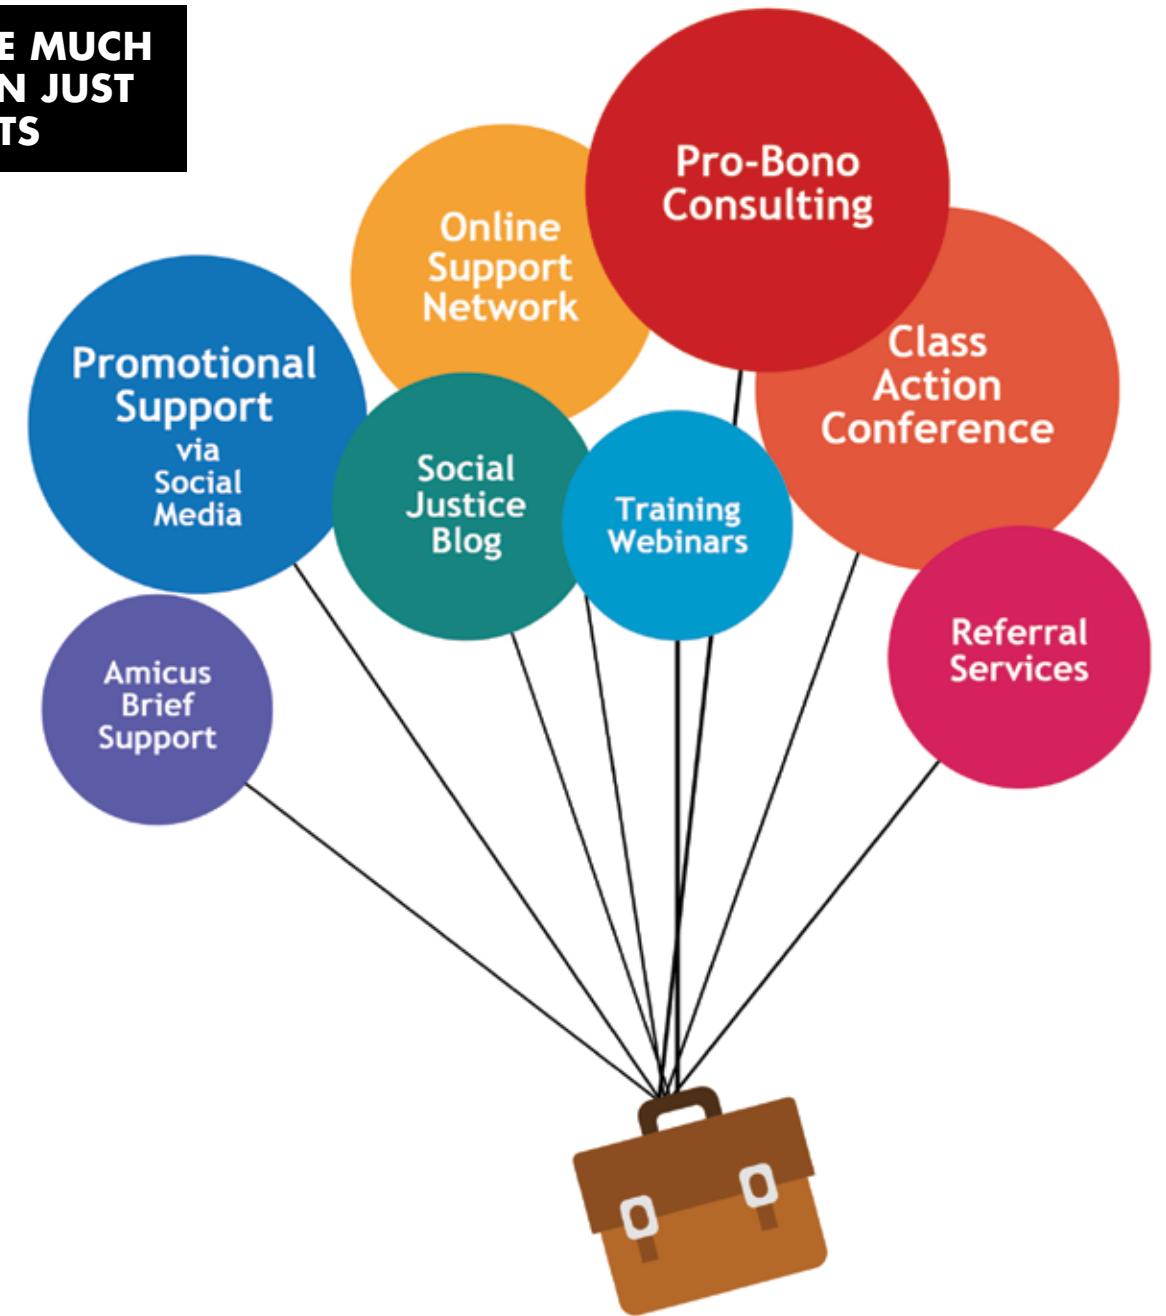 E MUCH
N JUST
TS
Pro-Bono
Consulting
Online
Support
Network
Class
Action
Conference
Promotional
Support
via
Social
Media
Social
Justice
Blog
Training
Webinars
Referral
Services
Amicus
Brief
Support